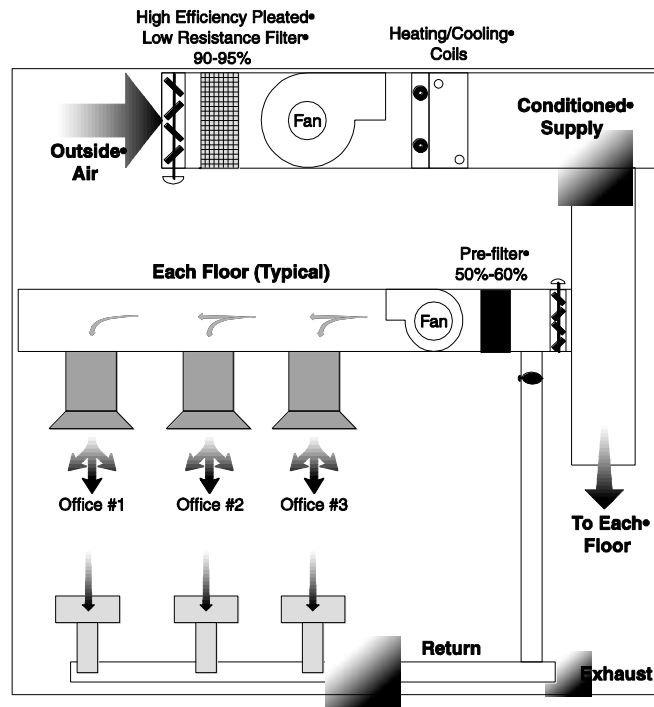 High Efficiency Pleated•
Low Resistance Filter•
90-95%
Heating/Cooling•
Coils
Fan
Conditioned•
Supply
Outside•
Air
Pre-filter•
50%-60%
Each Floor (Typical)
Fan
Office #1
Office #2
Office #3
To Each•
Floor
Return
Exhaust